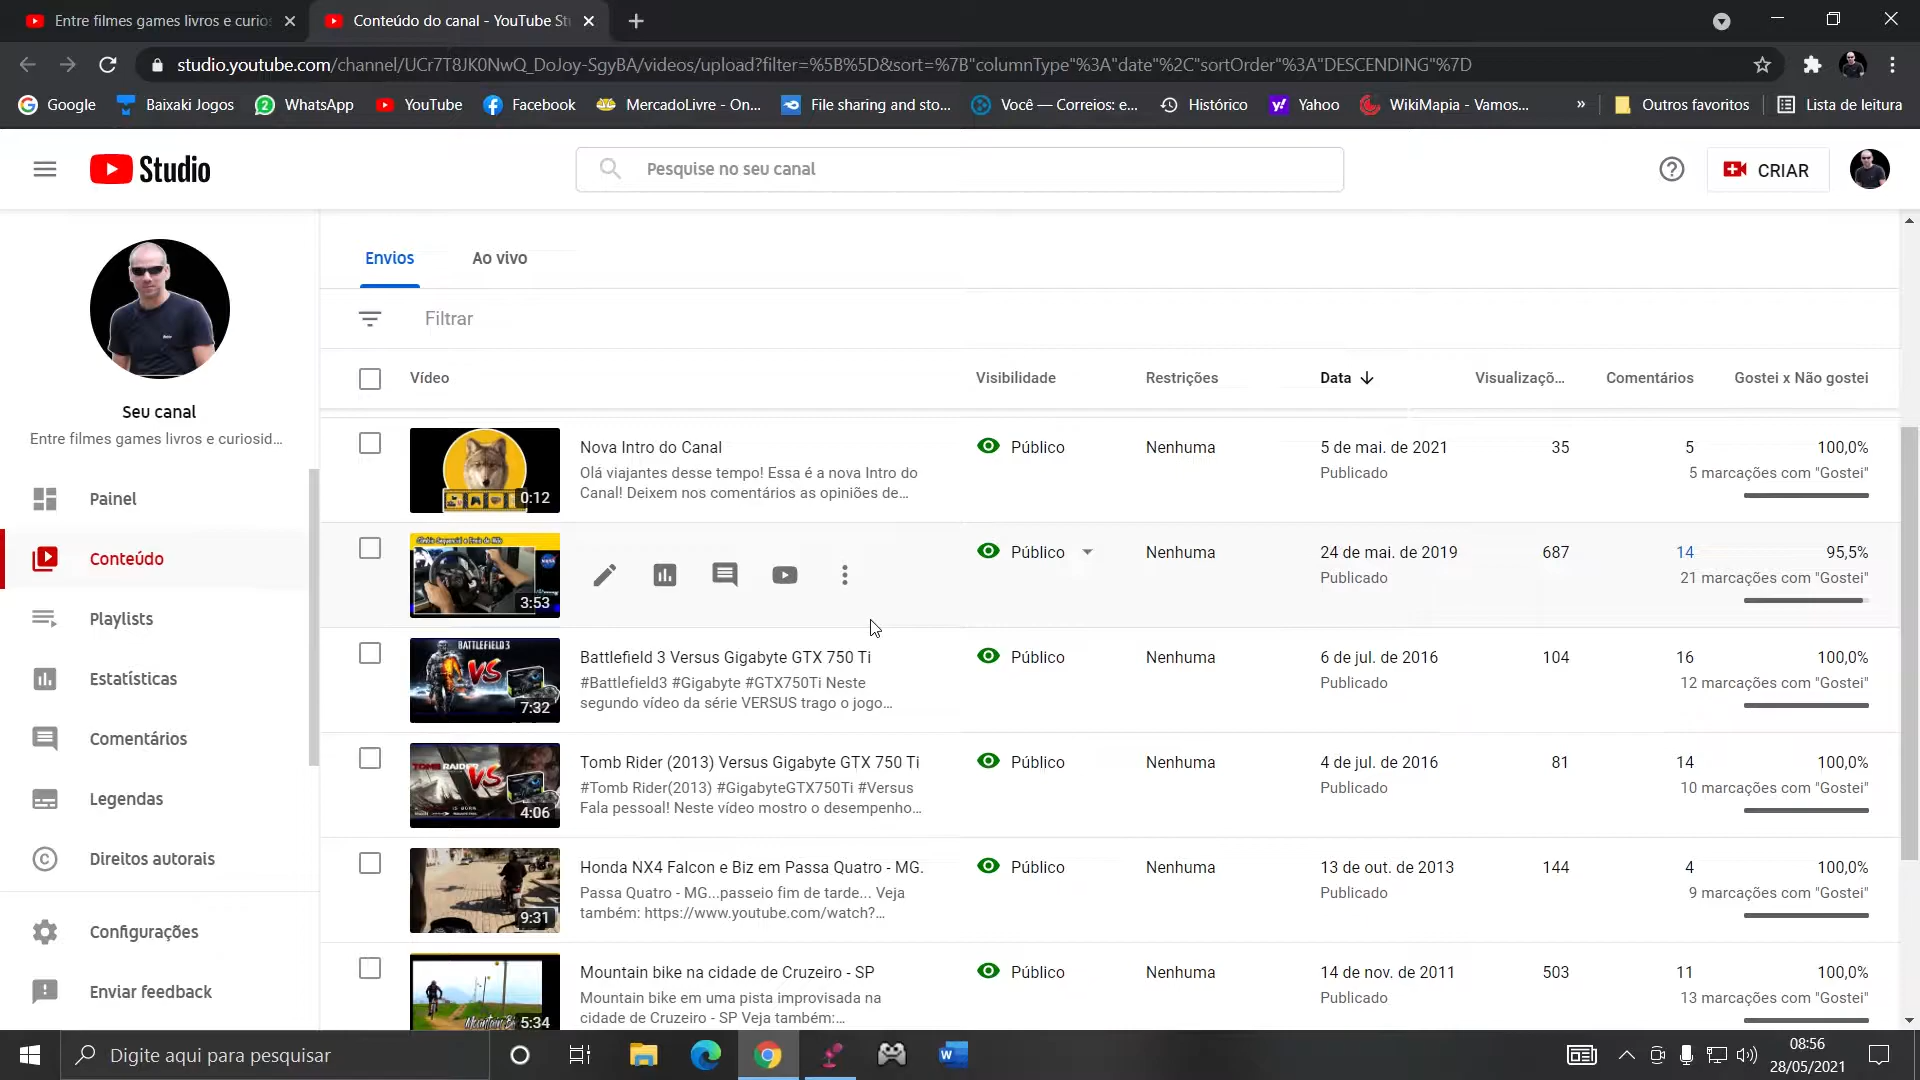 Entre filmes games livros e curio
Conteúdo do canal - YouTube St
studio.youtube.com/channel/UCr7T8JK0NwQ_DoJoy-SgyBA/videos/upload?filter=%5B%5D&sort=%7B"columnType"%3A"date"%2C"sortOrder"%3A"DESCENDING"%7D
Google
Baixaki Jogos
WhatsApp
YouTube
Facebook
MercadoLivre - On...
File sharing and sto...
Você — Correios: e...
Histórico
Yahoo
WikiMapia - Vamos...
»
Outros favoritos
Lista de leitura
Studio
Pesquise no seu canal
CRIAR
Seu canal
Entre filmes games livros e curiosid...
Painel
Conteúdo
Playlists
Estatísticas
Comentários
Legendas
Direitos autorais
Configurações
Enviar feedback
Envios
Ao vivo
Filtrar
Vídeo
Visibilidade
Restrições
Data
Visualizaçõ...
Comentários
Gostei x Não gostei
0:12
Nova Intro do Canal
Olá viajantes desse tempo! Essa é a nova Intro do
Canal! Deixem nos comentários as opiniões de...
Público
Nenhuma
5 de mai. de 2021
Publicado
35
5
100,0%
5 marcações com "Gostei"
3:53
Público
Nenhuma
24 de mai. de 2019
Publicado
687
14
95,5%
21 marcações com "Gostei"
BATTLEFIELD 3
VS
7:32
Battlefield 3 Versus Gigabyte GTX 750 Ti
#Battlefield3 #Gigabyte #GTX750Ti Neste
segundo vídeo da série VERSUS trago o jogo...
Público
Nenhuma
6 de jul. de 2016
Publicado
104
16
100,0%
12 marcações com "Gostei"
TOMB RAIDER
VS
4:06
Tomb Rider (2013) Versus Gigabyte GTX 750 Ti
#Tomb Rider(2013) #GigabyteGTX750Ti #Versus
Fala pessoal! Neste vídeo mostro o desempenho...
Público
Nenhuma
4 de jul. de 2016
Publicado
81
14
100,0%
10 marcações com "Gostei"
9:31
Honda NX4 Falcon e Biz em Passa Quatro - MG.
Passa Quatro - MG...passeio fim de tarde... Veja
também: https://www.youtube.com/watch?...
Público
Nenhuma
13 de out. de 2013
Publicado
144
4
100,0%
9 marcações com "Gostei"
5:34
Mountain bike na cidade de Cruzeiro - SP
Mountain bike em uma pista improvisada na
cidade de Cruzeiro - SP Veja também:...
Público
Nenhuma
14 de nov. de 2011
Publicado
503
11
100,0%
13 marcações com "Gostei"
Digite aqui para pesquisar
08:56
28/05/2021